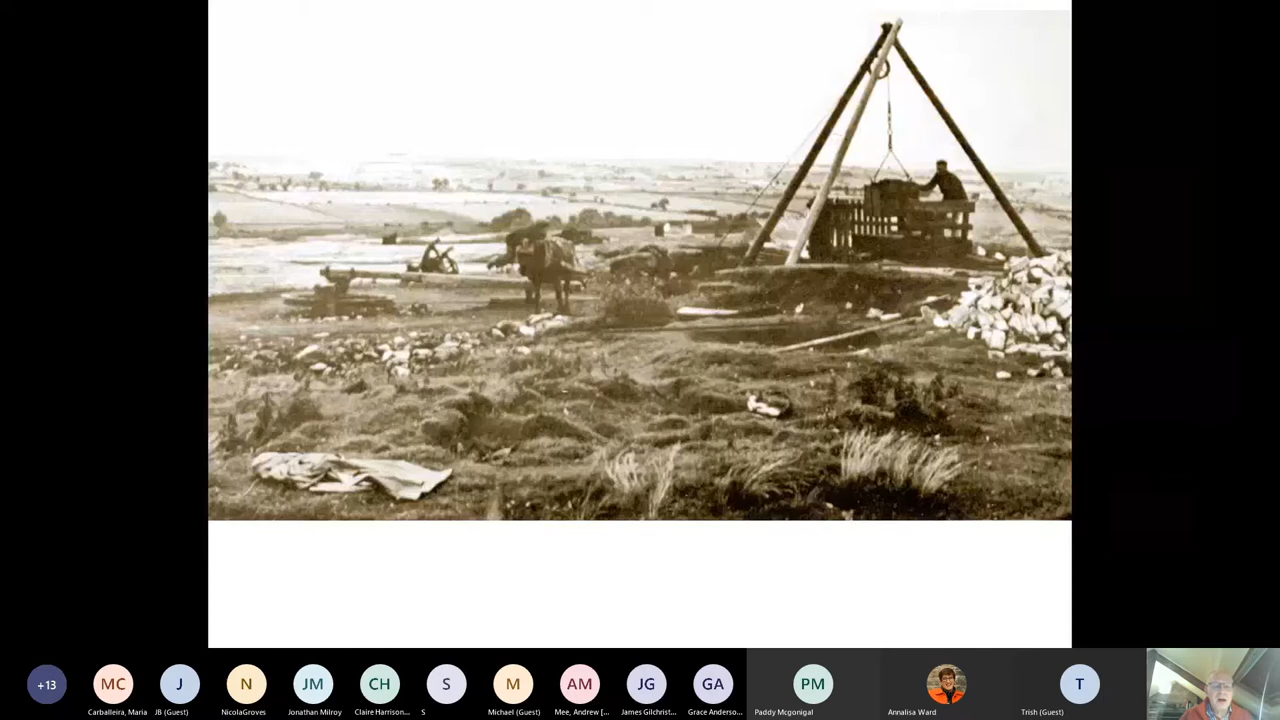 +13
MC
J
N
JM
CH
S
M
AM
JG
GA
PM
T
Carballeira, Maria
JB (Guest)
NicolaGroves
Jonathan Milroy
Claire Harrison...
S
Michael (Guest)
Mee, Andrew [...
James Gilchrist...
Grace Anderso...
Paddy Mcgonigal
Annalisa Ward
Trish (Guest)